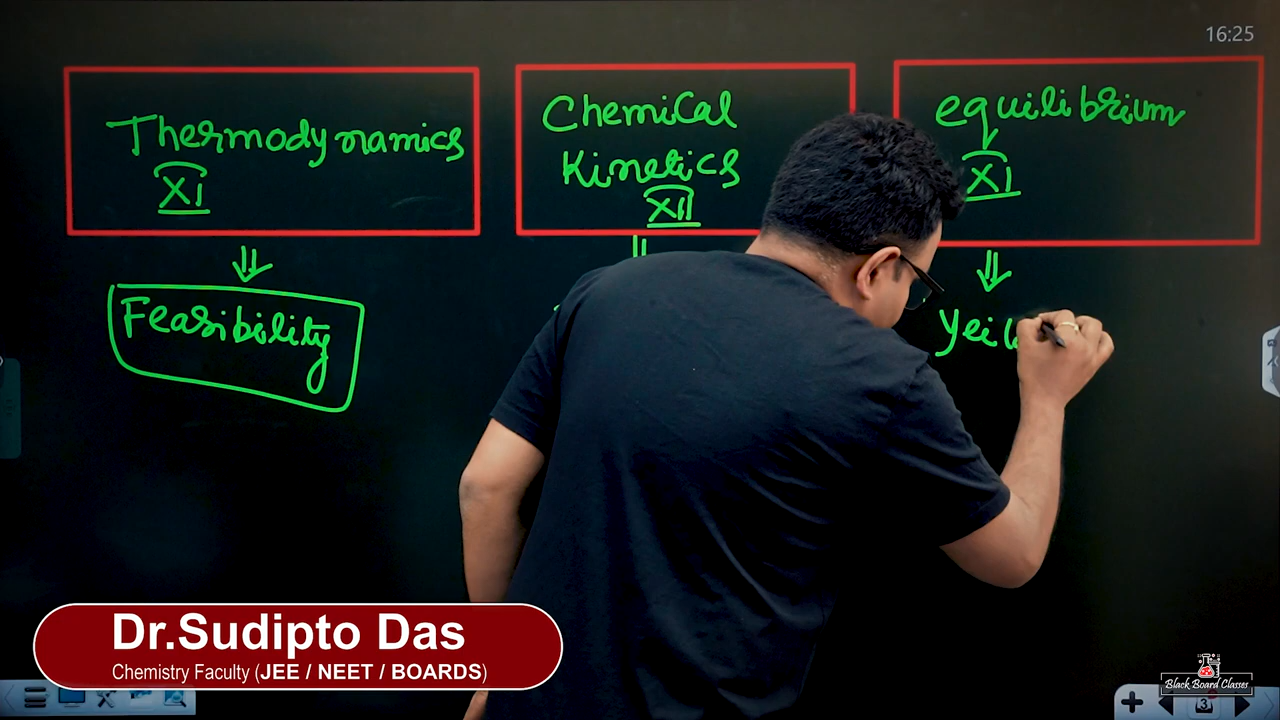 16:25
Thermodynamics
XI
Chemical
Kinetics
XII
equilibrium
XI
Feasibility
Yeil
Dr.Sudipto Das
Chemistry Faculty (JEE / NEET / BOARDS)
Black Board Classes
3